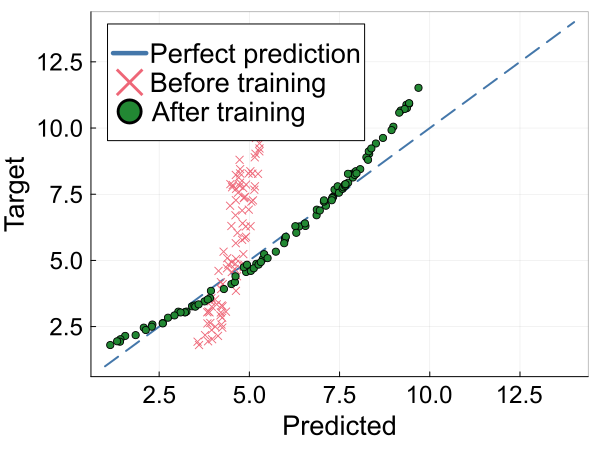 Perfect prediction
Before training
After training
12.5
10.0
7.5
5.0
2.5
Target
2.5
5.0
7.5
10.0
12.5
Predicted